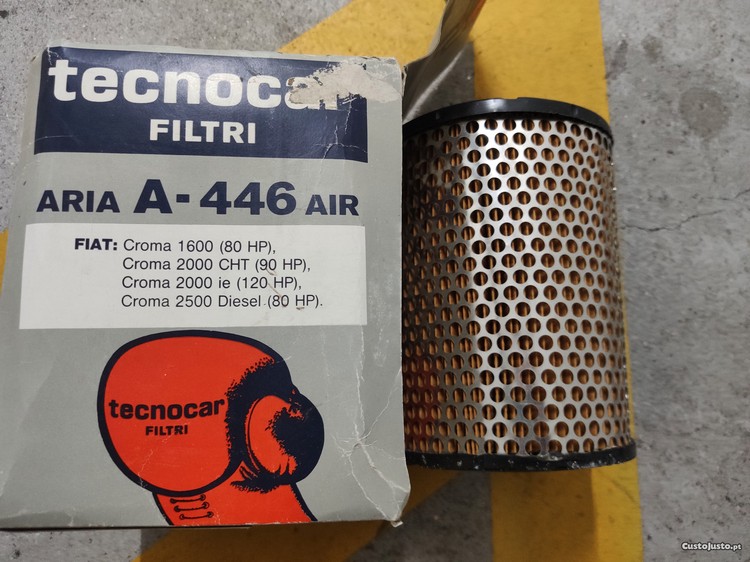 tecnocar
FILTRI
ARIA A-446 AIR
FIAT: Croma 1600 (80 HP),
Croma 2000 CHT (90 HP),
Croma 2000 ie (120 HP),
Croma 2500 Diesel (80 HP).
tecnocar
FILTRI
CustoJusto.pt